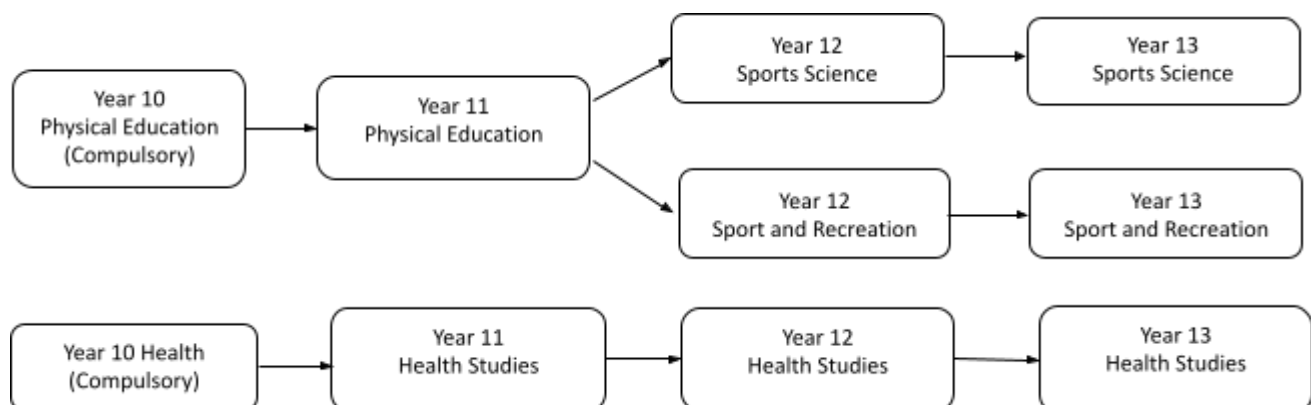 Year 10
Physical Education
(Compulsory)
Year 11
Physical Education
Year 12
Sports Science
Year 13
Sports Science
Year 12
Sport and Recreation
Year 13
Sport and Recreation
Year 10 Health
(Compulsory)
Year 11
Health Studies
Year 12
Health Studies
Year 13
Health Studies